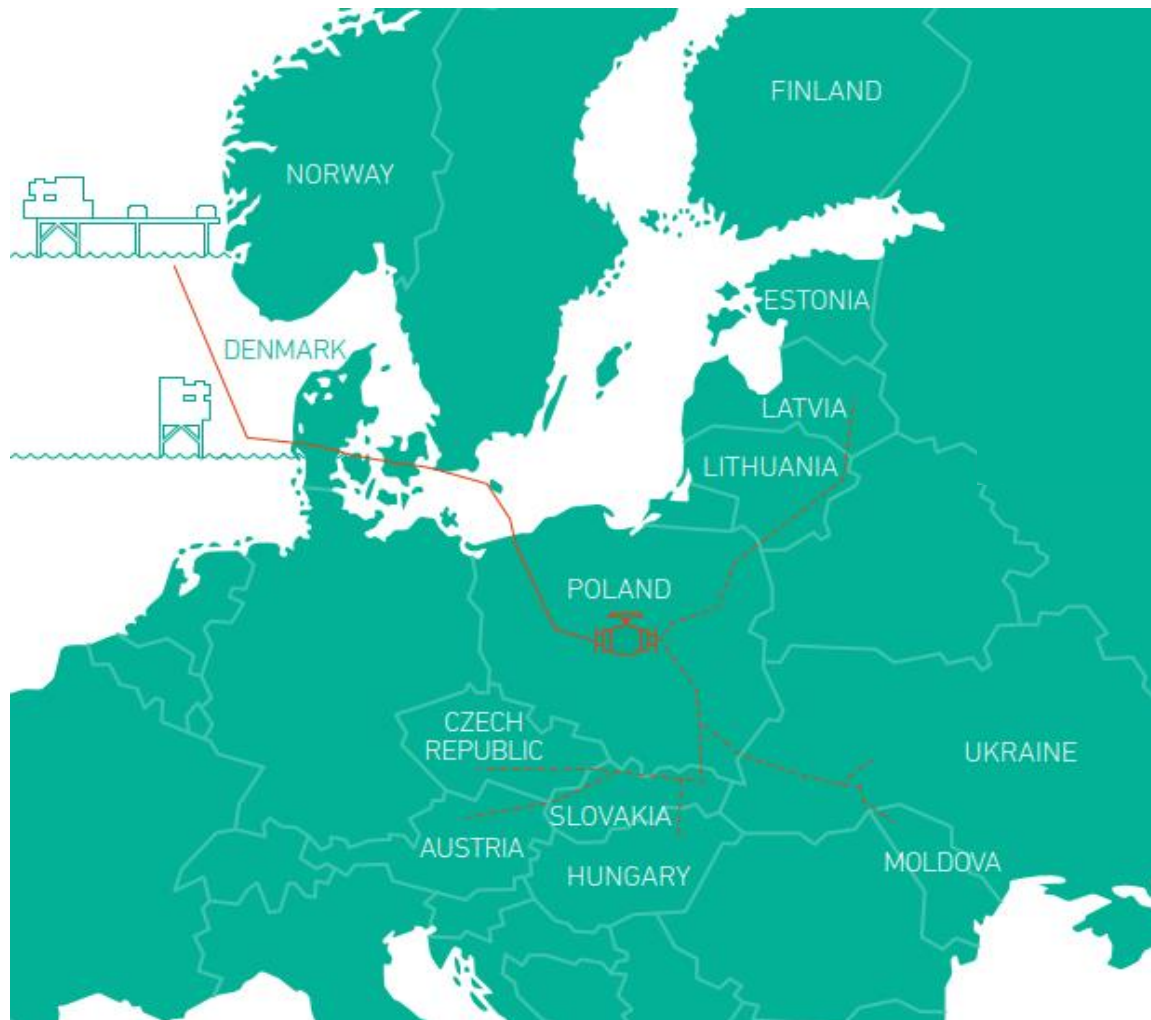 FINLAND
NORWAY
ESTONIA
DENMARK
LATVIA
LITHUANIA
POLAND
CZECH
REPUBLIC
UKRAINE
SLOVAKIA
AUSTRIA
MOLDOVA
HUNGARY